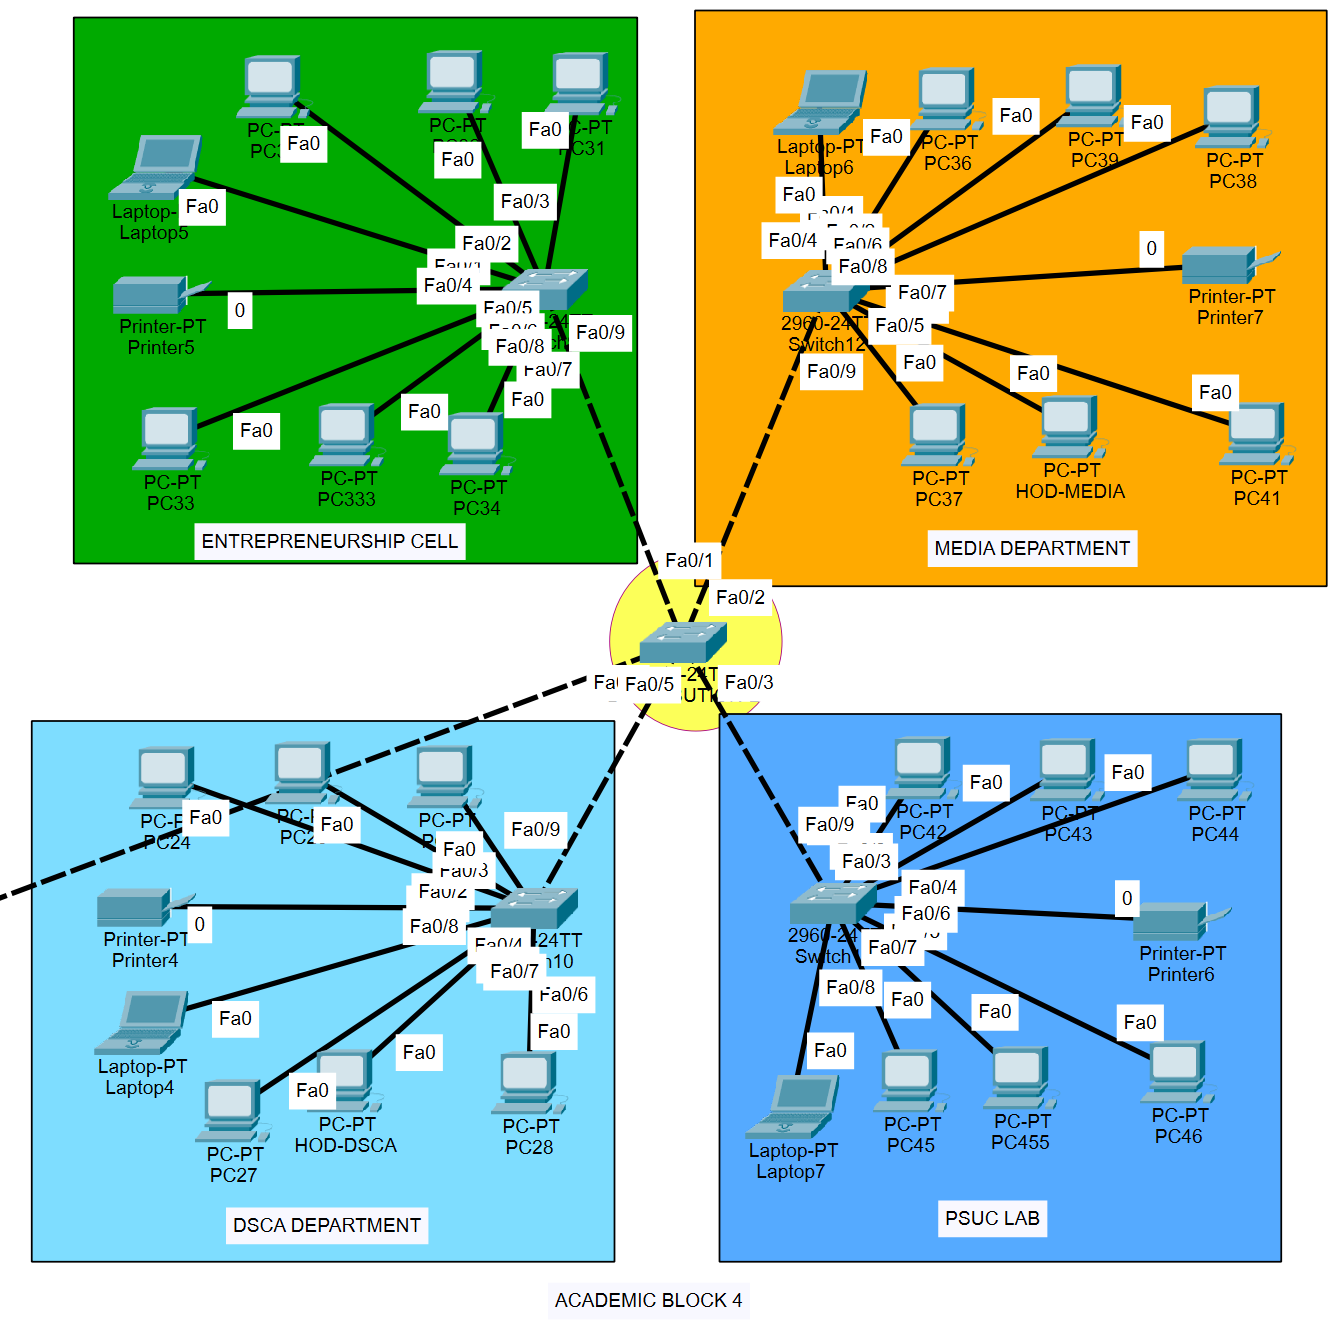 PC-PT
Fa0
Fa0
PC-PT
Fa0
PC31
Laptop-
Laptop5
Fa0
Fa0/3
Fa0/2
Fa0/4
Fa0/5
Fa0/8
Fa0/9
Fa0/7
Fa0
Printer-PT
Printer5
0
Fa0
Fa0
PC-PT
PC33
PC-PT
PC333
PC-PT
PC34
ENTREPRENEURSHIP CELL
Laptop-PT
Laptop6
Fa0
PC-PT
PC36
Fa0
PC-PT
PC39
Fa0
PC-PT
PC38
Fa0
Fa0/1
Fa0/4
Fa0/6
Fa0/8
Fa0/7
Fa0/5
0
Printer-PT
Printer7
2960-24TT
Switch12
Fa0/9
Fa0
Fa0
Fa0
PC-PT
PC37
PC-PT
HOD-MEDIA
PC-PT
PC41
MEDIA DEPARTMENT
Fa0/1
Fa0/2
Fa0/5
Fa0/3
PC-PT
PC24
Fa0
Fa0
PC-PT
Fa0
Fa0/9
Fa0/3
Fa0/2
Fa0/8
Fa0/4
Fa0/7
Fa0/6
Printer-PT
Printer4
0
Laptop-PT
Laptop4
Fa0
Fa0
Fa0
Fa0
PC-PT
PC27
PC-PT
HOD-DSCA
PC-PT
PC28
DSCA DEPARTMENT
PC-PT
PC42
Fa0
PC-PT
PC43
Fa0
PC-PT
PC44
Fa0
Fa0/9
Fa0/3
Fa0/4
Fa0/6
Fa0/7
Fa0/8
2960-24TT
0
Printer-PT
Printer6
Fa0
Fa0
Fa0
Fa0
Laptop-PT
Laptop7
PC-PT
PC45
PC-PT
PC455
PC-PT
PC46
PSUC LAB
ACADEMIC BLOCK 4